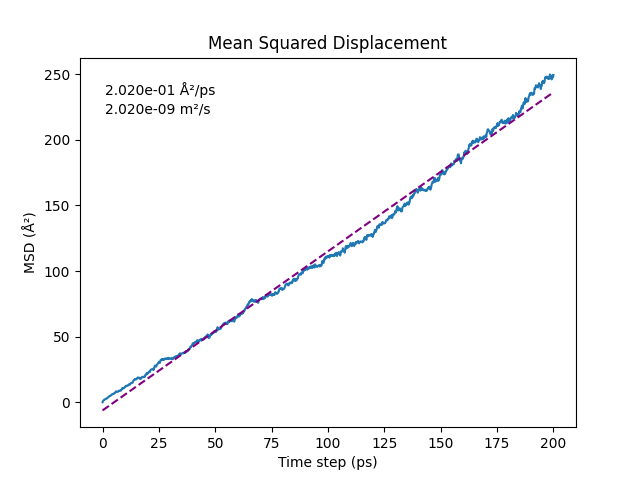 Mean Squared Displacement
2.020e-01 Å²/ps
2.020e-09 m²/s
MSD (Å²)
250
200
150
100
50
0
0 25 50 75 100 125 150 175 200
Time step (ps)